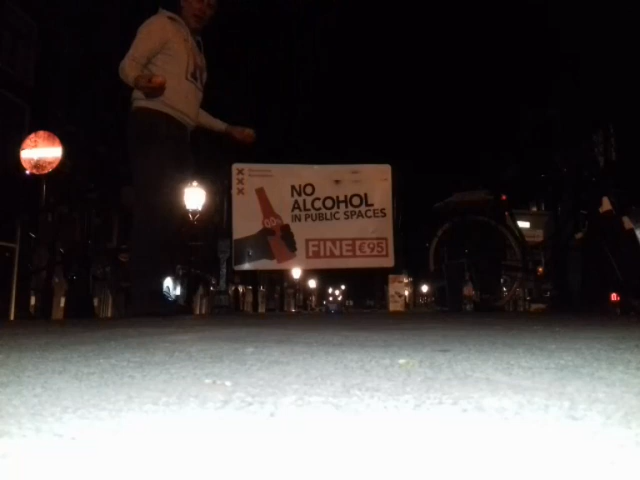 NO
ALCOHOL
IN PUBLIC SPACES
FINE €95